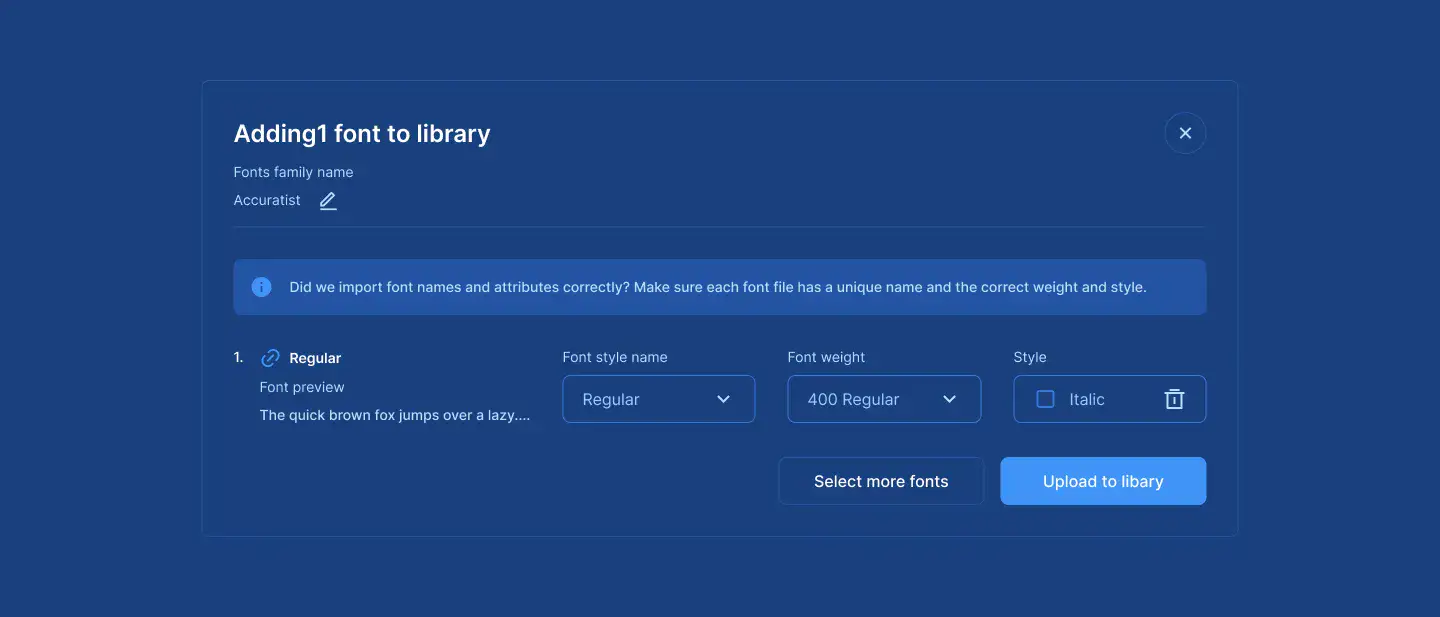 Adding1 font to library
Fonts family name
Accuratist
Did we import font names and attributes correctly? Make sure each font file has a unique name and the correct weight and style.
1. Regular
Font preview
The quick brown fox jumps over a lazy....
Font style name
Regular
Font weight
400 Regular
Style
Italic
Select more fonts
Upload to libary